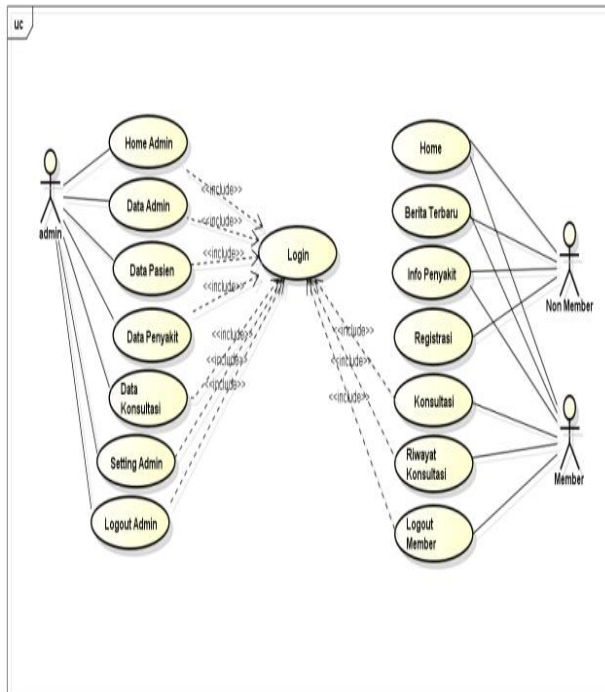 uc
admin
Home Admin
Data Admin
Data Pasien
Data Penyakit
Data
Konsultasi
Setting Admin
Logout Admin
<<include>>
<<include>>
<<include>>
<<include>>
<<include>>
<<include>>
<<include>>
Login
<<include>>
<<include>>
<<include>>
Home
Berita Terbaru
Info Penyakit
Registrasi
Konsultasi
Riwayat
Konsultasi
Logout
Member
Non Member
Member